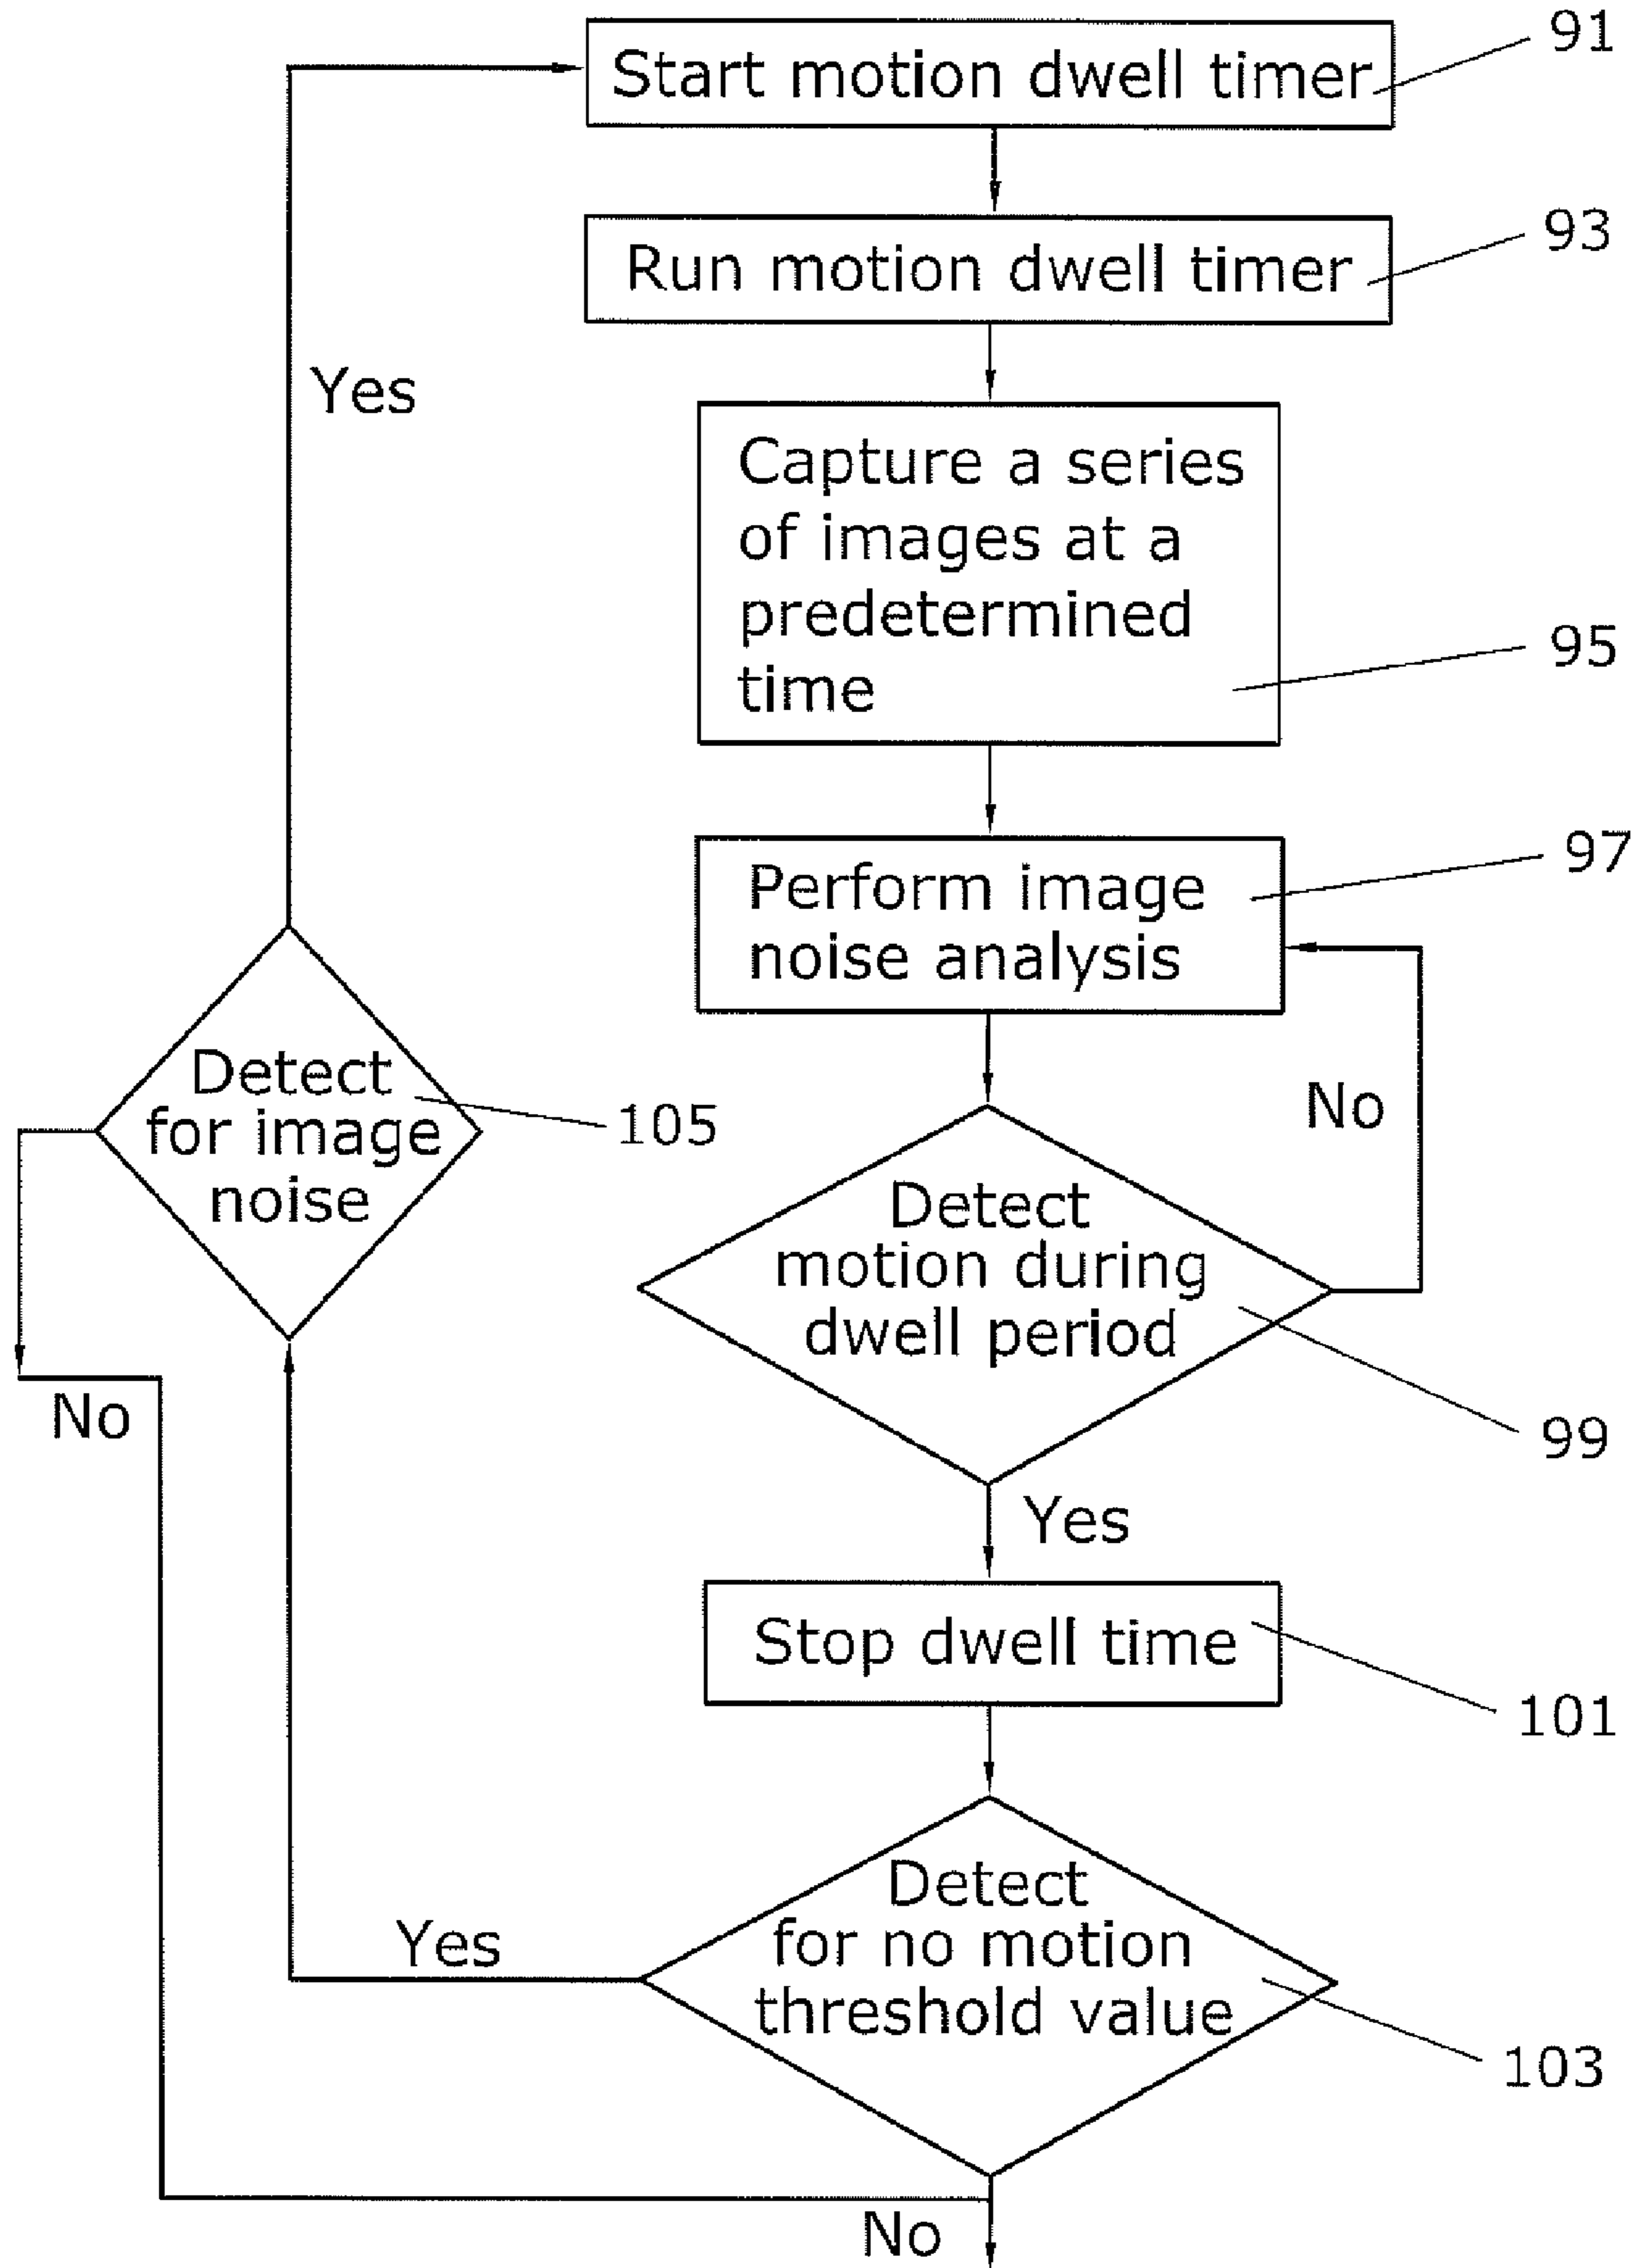 Start motion dwell timer
91
Run motion dwell timer
93
Yes
Capture a series
of images at a
predetermined
time
95
Perform image
noise analysis
97
Detect
for image
noise
105
No
Detect
motion during
dwell period
99
No
Yes
Stop dwell time
101
Detect
for no motion
threshold value
103
Yes
No